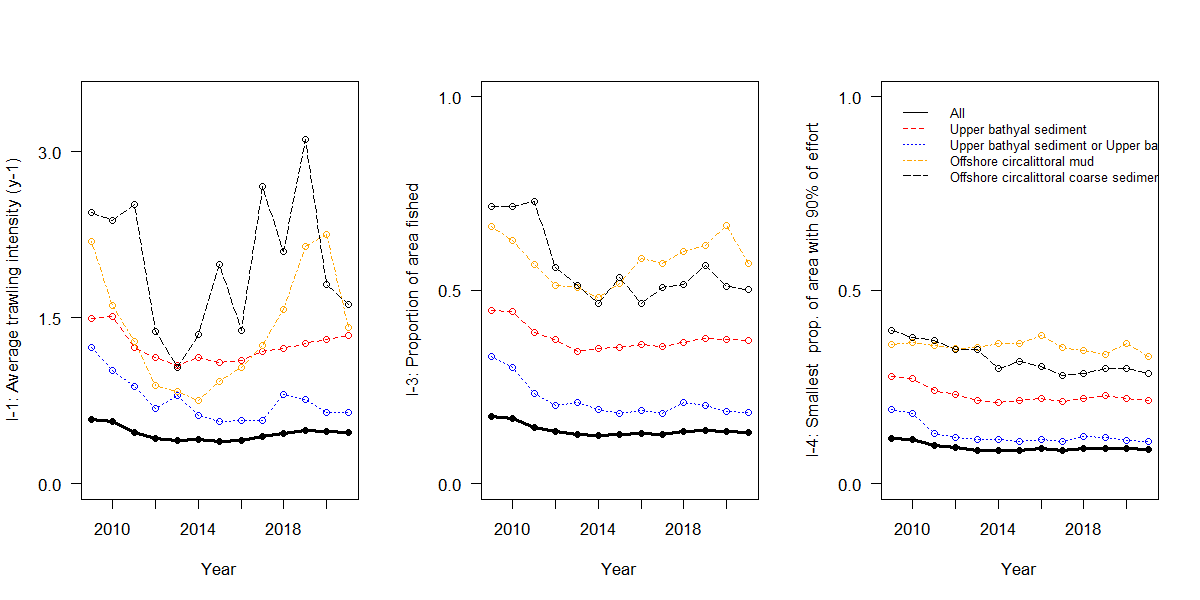 I-1: Average trawling intensity (y-1)
3.0
1.5
0.0
2010 2014 2018
Year
I-3: Proportion of area fished
1.0
0.5
0.0
2010 2014 2018
Year
I-4: Smallest prop. of area with 90% of effort
1.0
0.5
0.0
2010 2014 2018
Year
All
Upper bathyal sediment
Upper bathyal sediment or Upper ba
Offshore circalittoral mud
Offshore circalittoral coarse sedimen